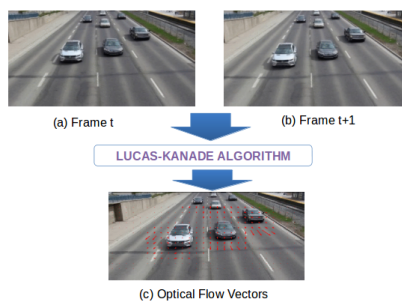 (a) Frame t
(b) Frame t+1
LUCAS-KANADE ALGORITHM
(c) Optical Flow Vectors